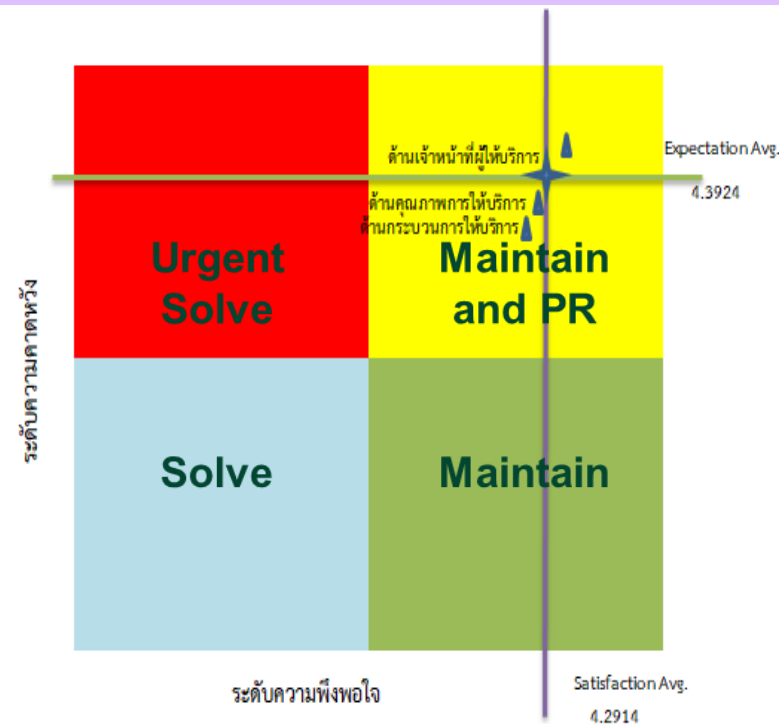 ด้านเจ้าหน้าที่ผู้ให้บริการ
Expectation Avg.
4.3924
ด้านคุณภาพการให้บริการ
ด้านกระบวนการให้บริการ
Urgent
Solve
Maintain
and PR
ระดับความคาดหวัง
Solve
Maintain
ระดับความพึงพอใจ
Satisfaction Avg.
4.2914